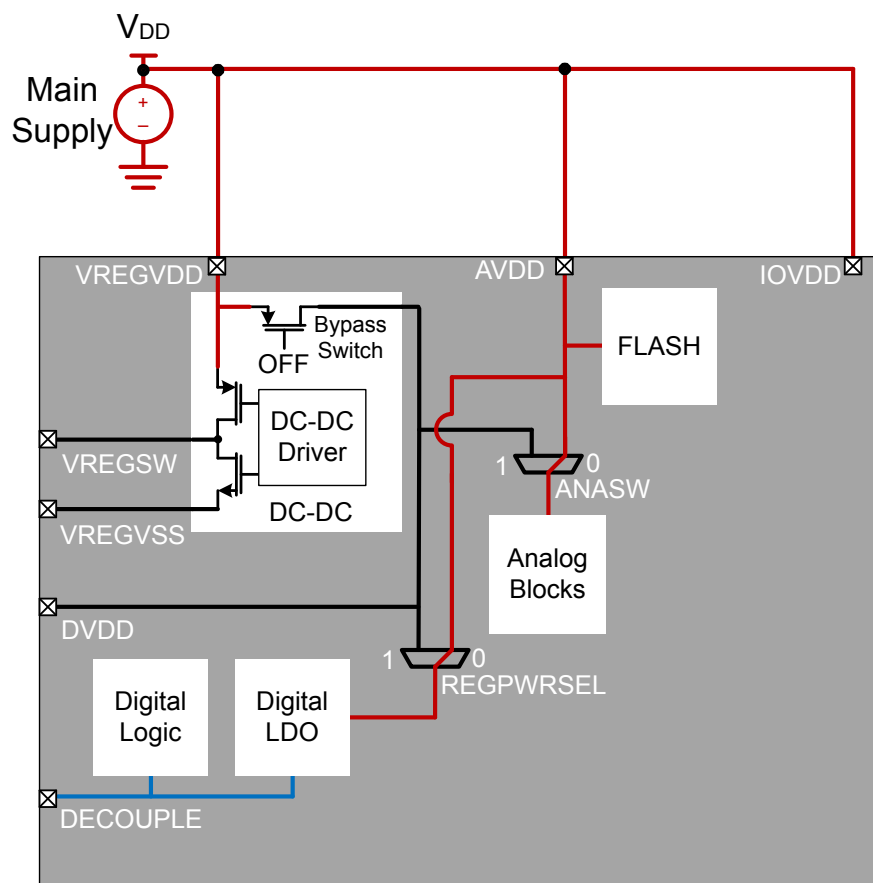 VDD
Main
Supply
+
–
VREGVDD
AVDD
IOVDD
Bypass
Switch
OFF
FLASH
DC-DC
Driver
VREGSW
1
0
ANASW
DC-DC
VREGVSS
Analog
Blocks
DVDD
1
0
REGPWRSEL
Digital
Logic
Digital
LDO
DECOUPLE